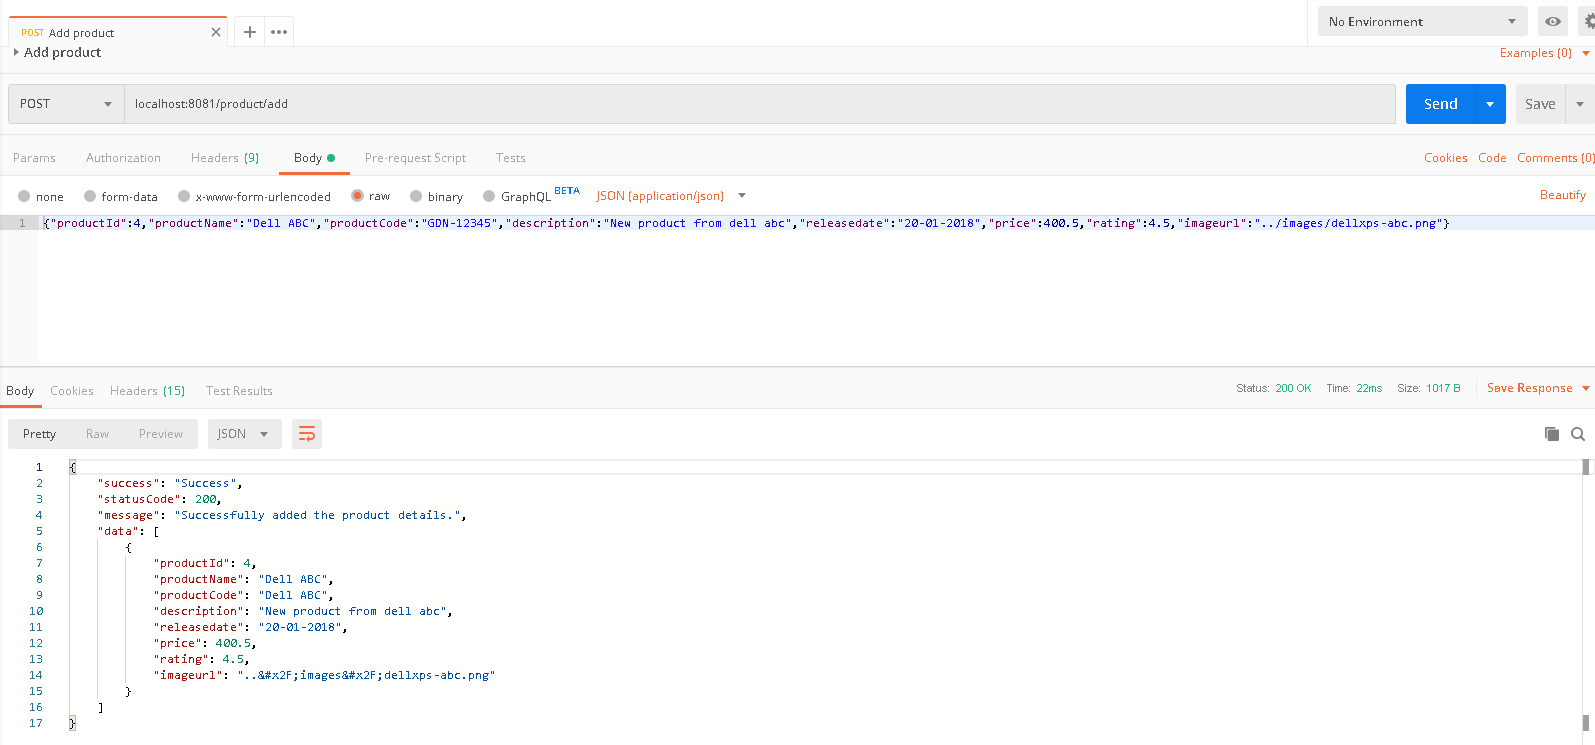 POST Add product
No Environment
Add product
Examples (0)
POST localhost:8081/product/add Send Save
Params Authorization Headers (9) Body Pre-request Script Tests Cookies Code Comments (0)
none form-data x-www-form-urlencoded raw binary GraphQL BETA JSON (application/json) Beautify
1 {"productId":4,"productName":"Dell ABC","productCode":"GDN-12345","description":"New product from dell abc","releasedate":"20-01-2018","price":400.5,"rating":4.5,"imageurl":"../images/dellxps-abc.png"}
Body Cookies Headers (15) Test Results Status: 200 OK Time: 22ms Size: 1017 B Save Response
Pretty Raw Preview JSON
1 {
2 "success": "Success",
3 "statusCode": 200,
4 "message": "Successfully added the product details.",
5 "data": [
6 {
7 "productId": 4,
8 "productName": "Dell ABC",
9 "productCode": "Dell ABC",
10 "description": "New product from dell abc",
11 "releasedate": "20-01-2018",
12 "price": 400.5,
13 "rating": 4.5,
14 "imageurl": "..&#x2F;images&#x2F;dellxps-abc.png"
15 }
16 ]
17 }